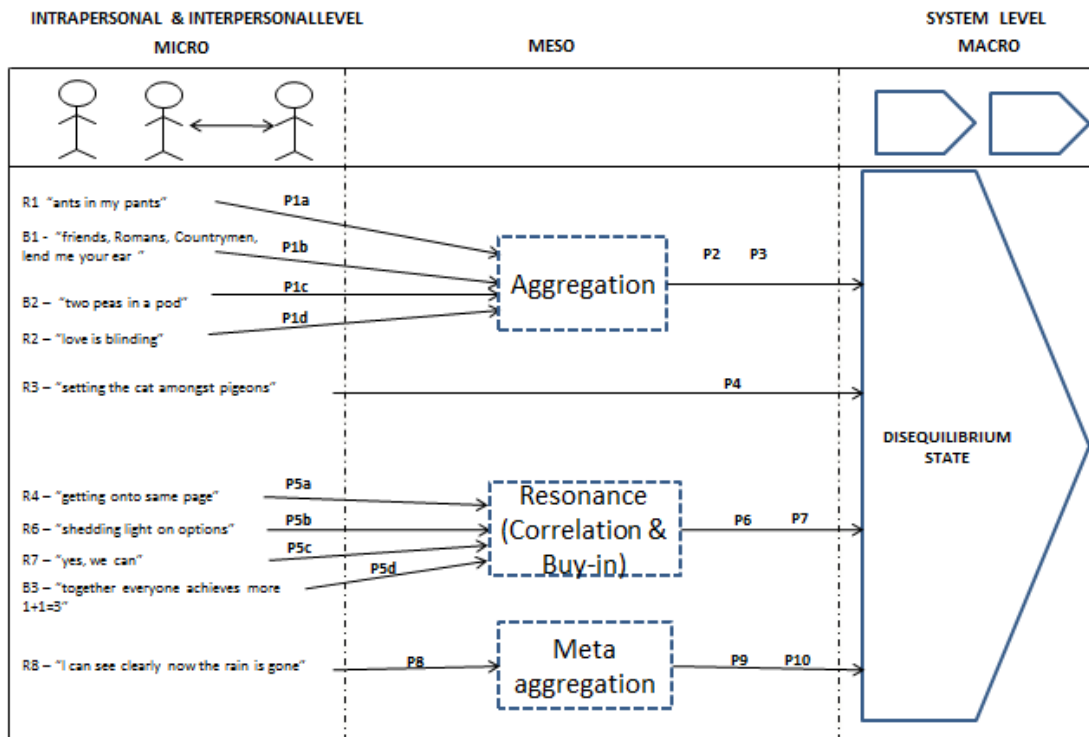 INTRAPERSONAL & INTERPERSONALLEVEL
MICRO
MESO
SYSTEM LEVEL
MACRO
R1 "ants in my pants"
P1a
B1 - "friends, Romans, Countrymen,
lend me your ear "
P1b
B2 – "two peas in a pod"
P1c
R2 – "love is blinding"
P1d
Aggregation
P2 P3
R3 – "setting the cat amongst pigeons"
P4
DISEQUILIBRIUM
STATE
R4 – "getting onto same page"
P5a
R6 – "shedding light on options"
P5b
R7 – "yes, we can"
P5c
B3 – "together everyone achieves more
1+1=3"
P5d
Resonance
(Correlation &
Buy-in)
P6 P7
R8 – "I can see clearly now the rain is gone"
P8
Meta
aggregation
P9 P10